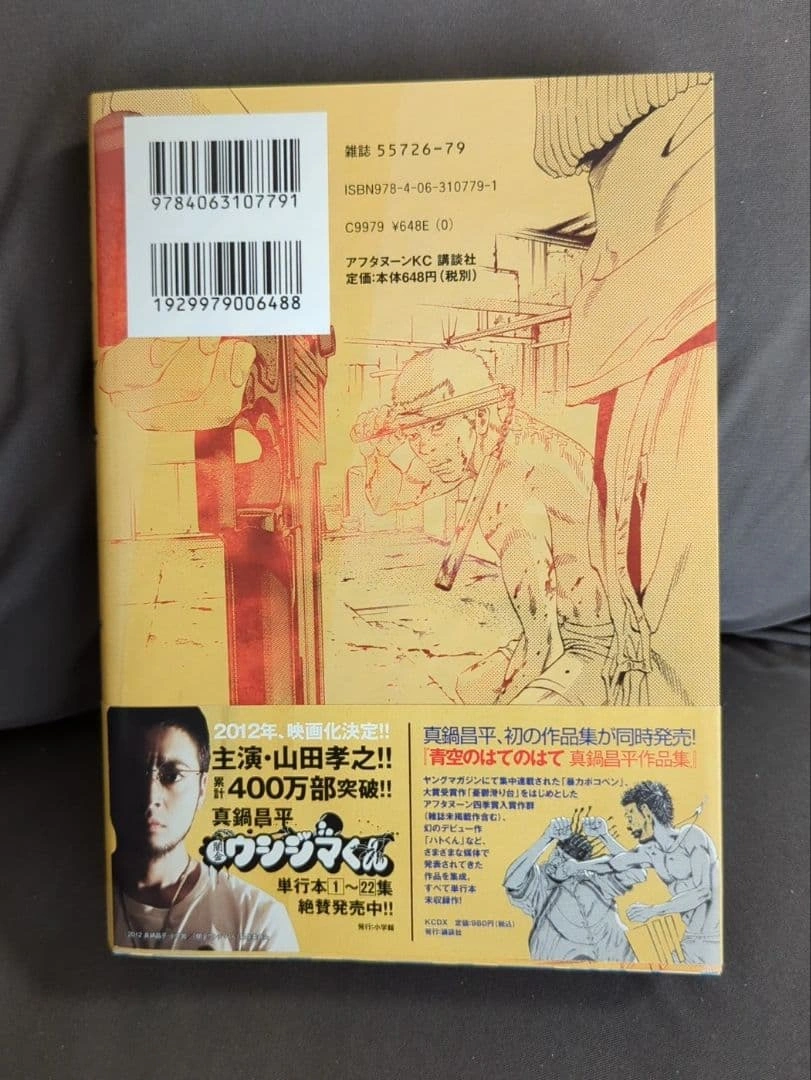 9784063107791
1929979006488
雑誌 55726-79
ISBN978-4-06-310779-1
C9979 ¥648E (0)
アフタヌーンKC 講談社
定価:本体648円(税別)
2012年、映画化決定!!
主演・山田孝之!!
累計400万部突破!!
真鍋昌平
闇金ウシジマくん
単行本1〜22集
絶賛発売中!!
発行:小学館
真鍋昌平、初の作品集が同時発売!
『青空のはてのはて 真鍋昌平作品集』
ヤングマガジンにて集中連載された「暴力ポコペン」、
大賞受賞作「憂鬱滑り台」をはじめとした
アフタヌーン四季賞入賞作群
(雑誌未掲載作含む)、
幻のデビュー作
「ハトくん」など、
さまざまな媒体で
発表されてきた
作品を集成。
すべて単行本
未収録作!
KCDX 定価:980円(税込)
発行:講談社